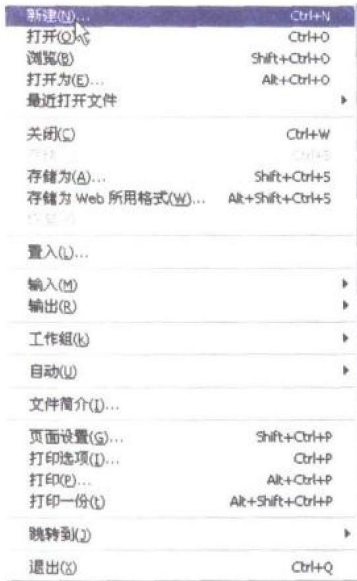 新建(N)... Ctrl+N
打开(O) Ctrl+O
浏览(B) Shift+Ctrl+O
打开为(E)... Alt+Ctrl+O
最近打开文件
关闭(C) Ctrl+W
存储为(A)... Shift+Ctrl+S
存储为 Web 所用格式(W)... Alt+Shift+Ctrl+S
置入(L)...
输入(M)
输出(R)
工作组(k)
自动(U)
文件简介(I)...
页面设置(G)... Shift+Ctrl+P
打印选项(I)... Ctrl+P
打印(P)... Alt+Ctrl+P
打印一份(t) Alt+Shift+Ctrl+P
跳转到(J)
退出(X) Ctrl+Q